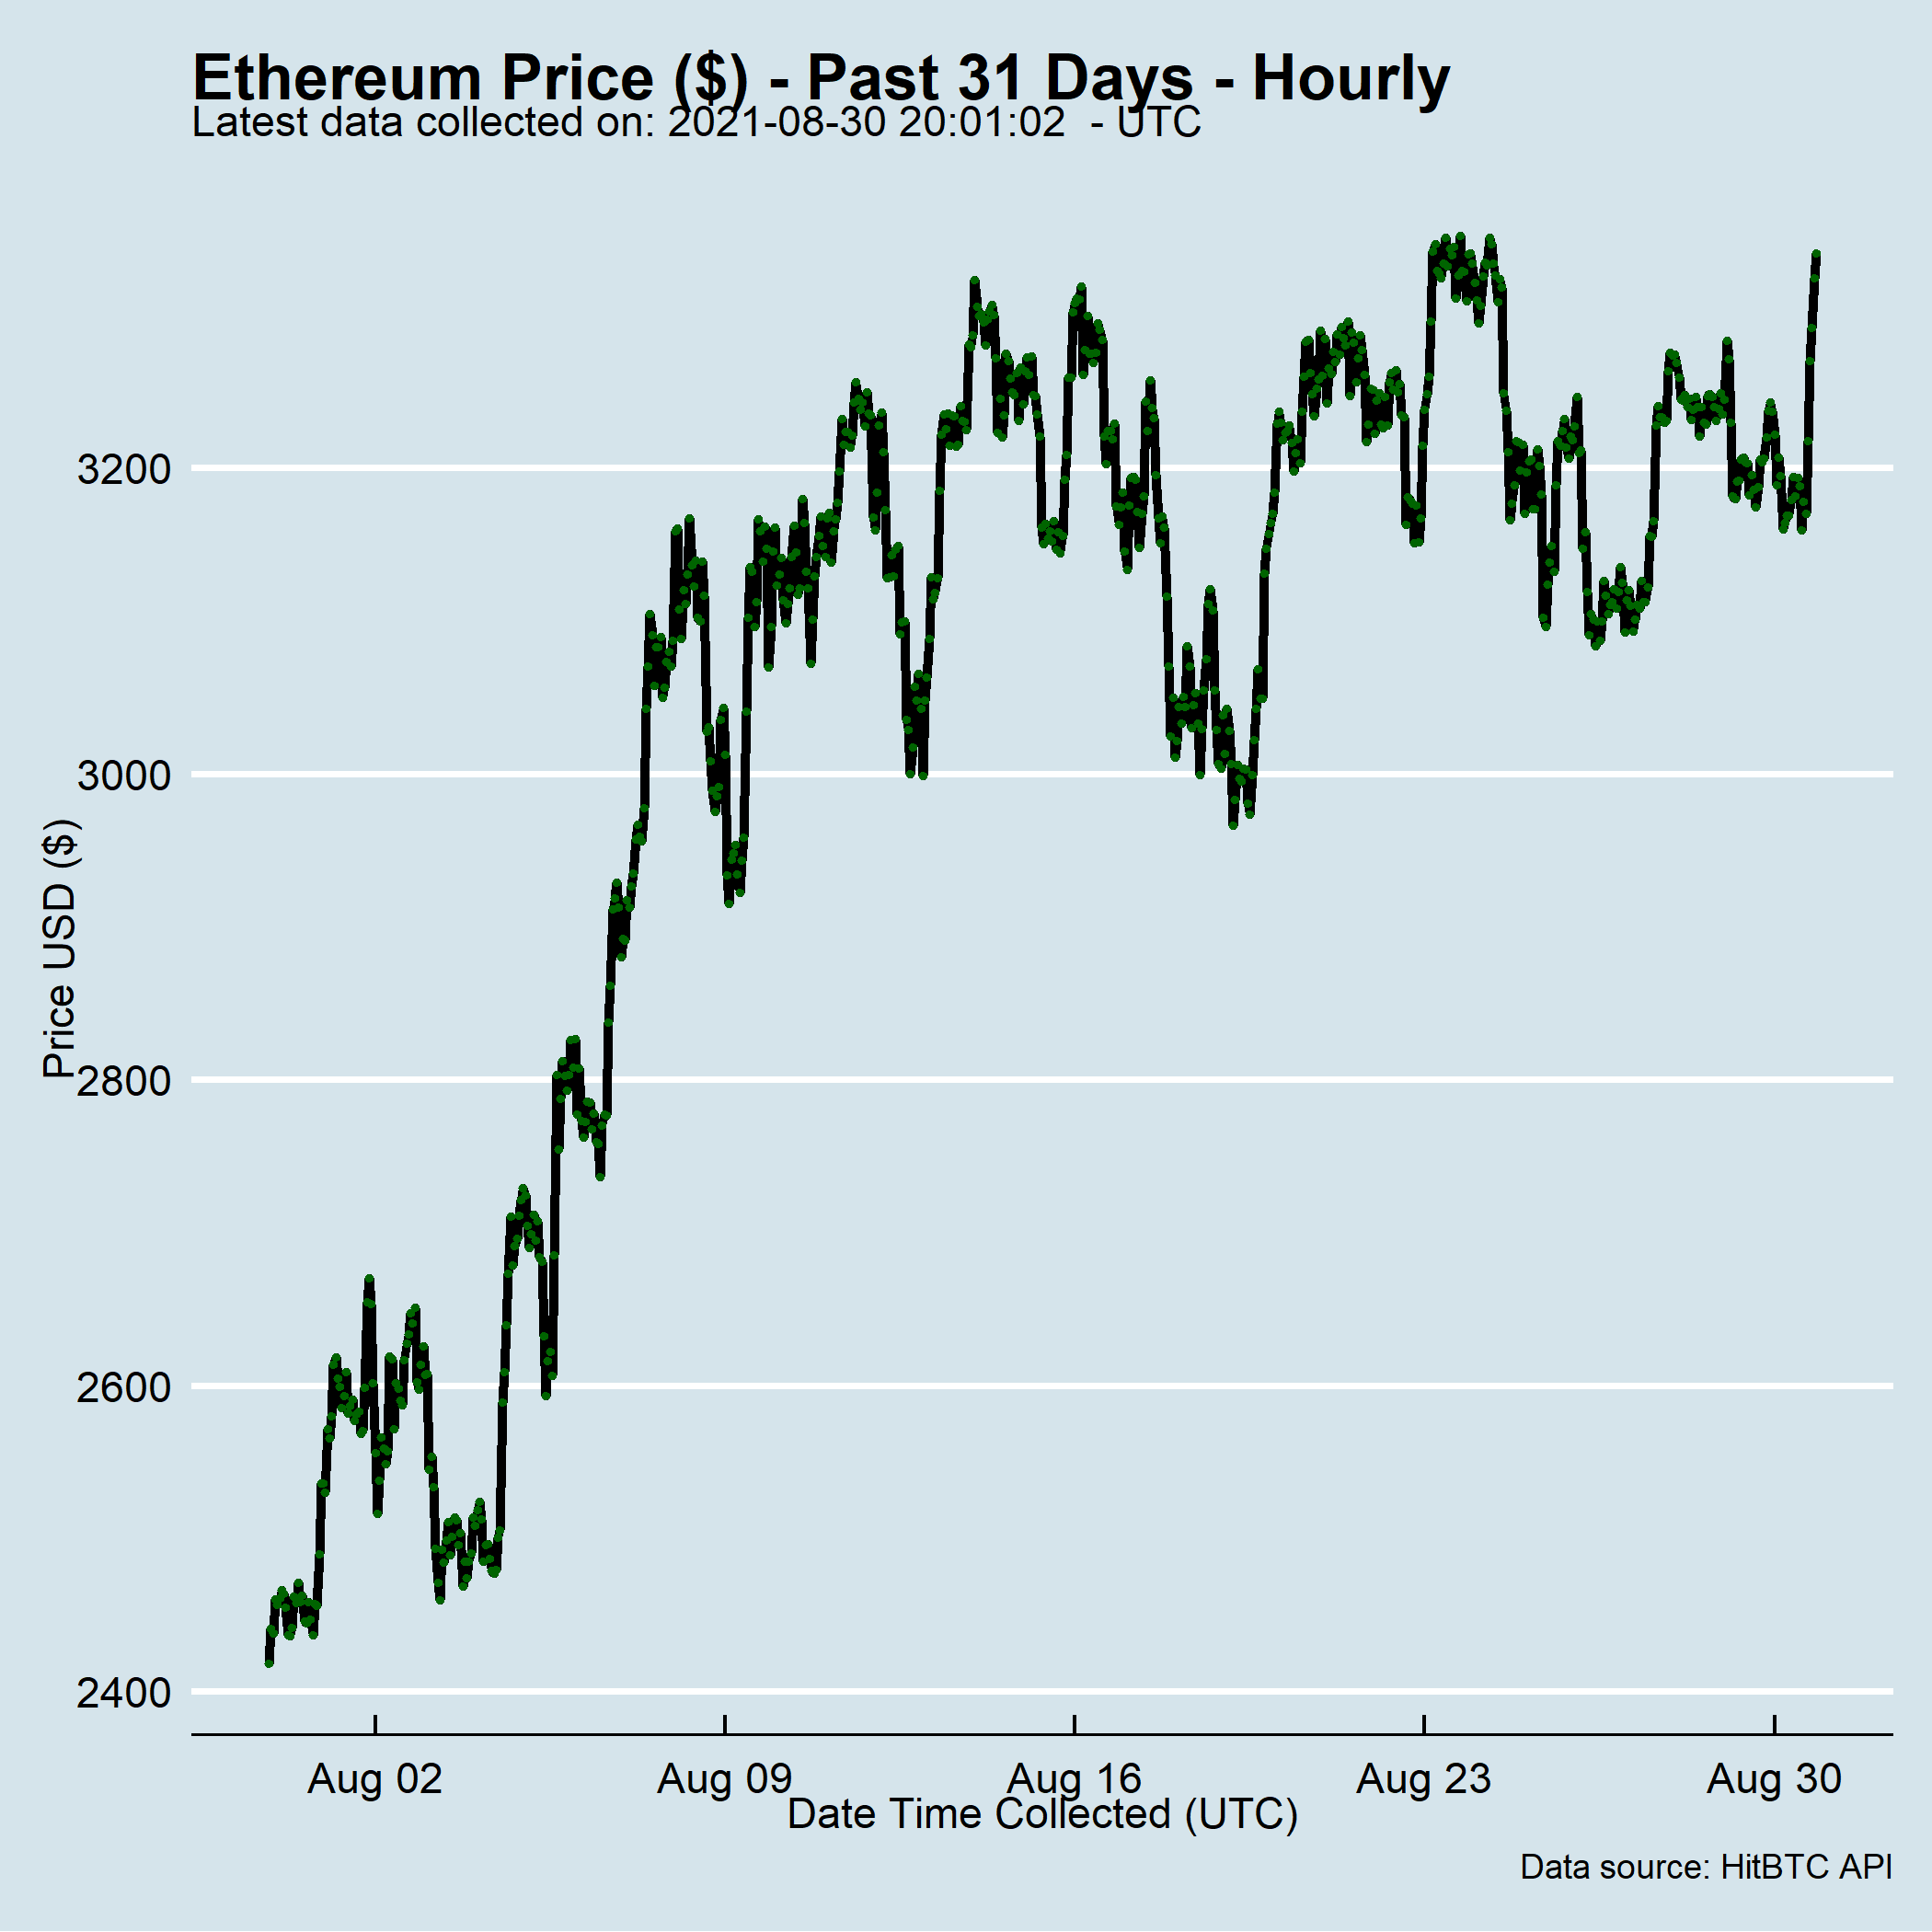 Ethereum Price ($) - Past 31 Days - Hourly
Latest data collected on: 2021-08-30 20:01:02  - UTC
Price USD ($)
3200
3000
2800
2600
2400
Aug 02
Aug 09
Aug 16
Aug 23
Aug 30
Date Time Collected (UTC)
Data source: HitBTC API